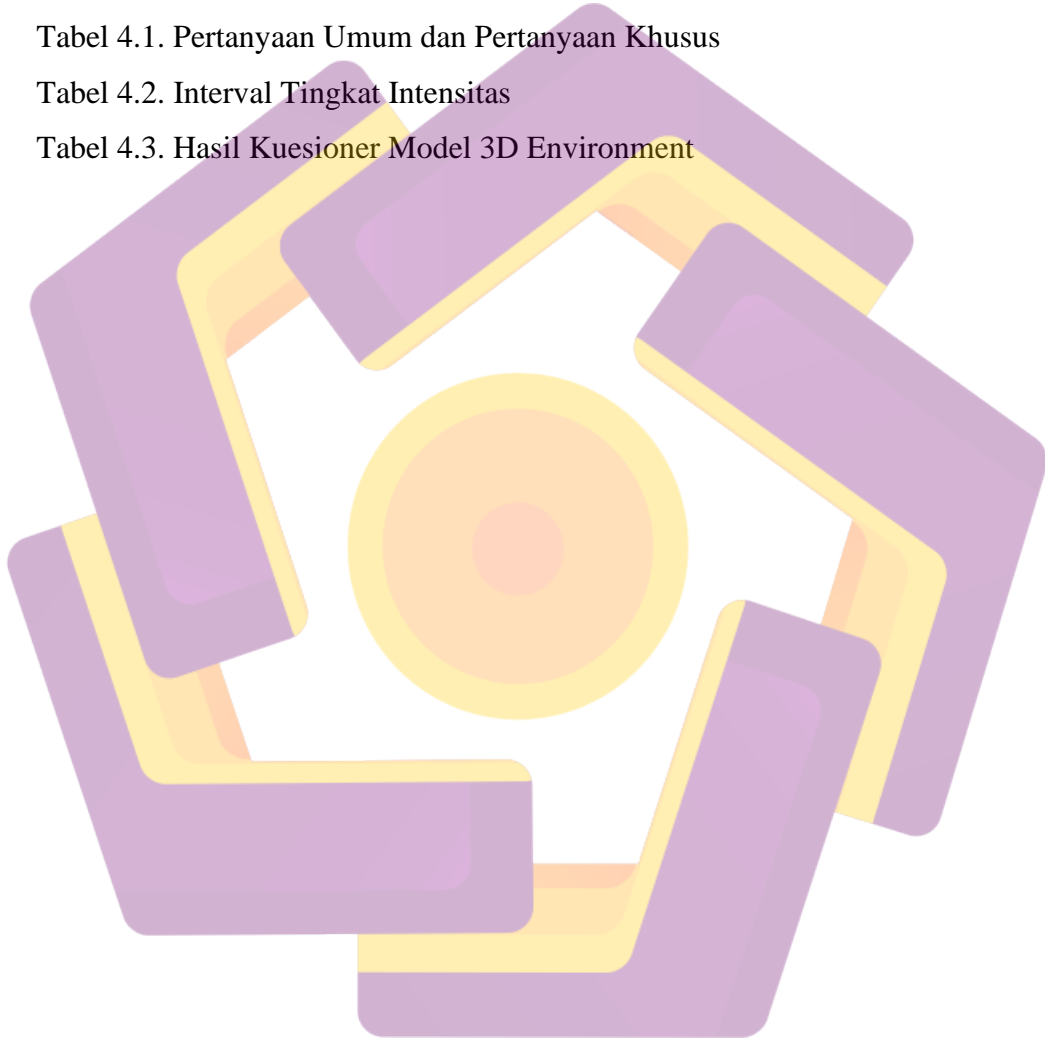 Tabel 4.1. Pertanyaan Umum dan Pertanyaan Khusus
Tabel 4.2. Interval Tingkat Intensitas
Tabel 4.3. Hasil Kuesioner Model 3D Environment